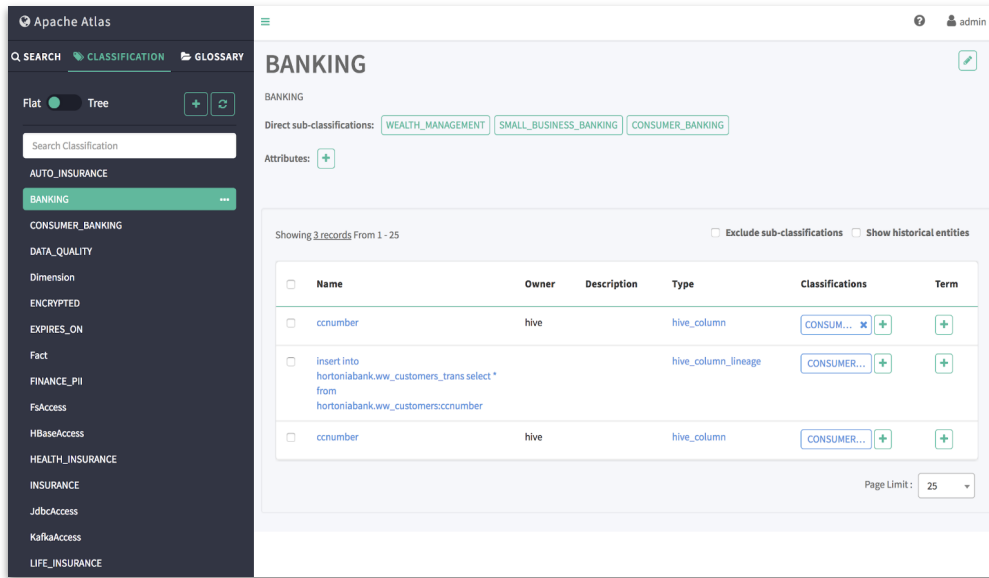 Apache Atlas
admin
SEARCH CLASSIFICATION GLOSSARY
Flat Tree
Search Classification
AUTO_INSURANCE
BANKING
CONSUMER_BANKING
DATA_QUALITY
Dimension
ENCRYPTED
EXPIRES_ON
Fact
FINANCE_PII
FsAccess
HBaseAccess
HEALTH_INSURANCE
INSURANCE
JdbcAccess
KafkaAccess
LIFE_INSURANCE
BANKING
BANKING
Direct sub-classifications: WEALTH_MANAGEMENT SMALL_BUSINESS_BANKING CONSUMER_BANKING
Attributes:
Showing 3 records From 1 - 25 Exclude sub-classifications Show historical entities
Name Owner Description Type Classifications Term
ccnumber hive hive_column CONSUM...
insert into hive_column_lineage CONSUMER...
hortoniabank.ww_customers_trans select *
from
hortoniabank.ww_customers:ccnumber
ccnumber hive hive_column CONSUMER...
Page Limit : 25